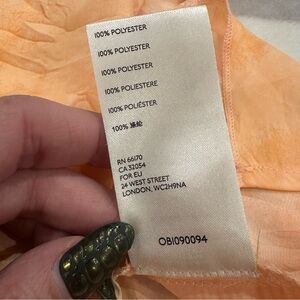 100% POLYESTER
100% POLYESTER
100% POLYESTER
100% POLIESTERE
100% POLIÉSTER
100% 涤纶
RN 66170
CA 32054
FOR EU
24 WEST STREET
LONDON, WC2H9NA
OB1090094